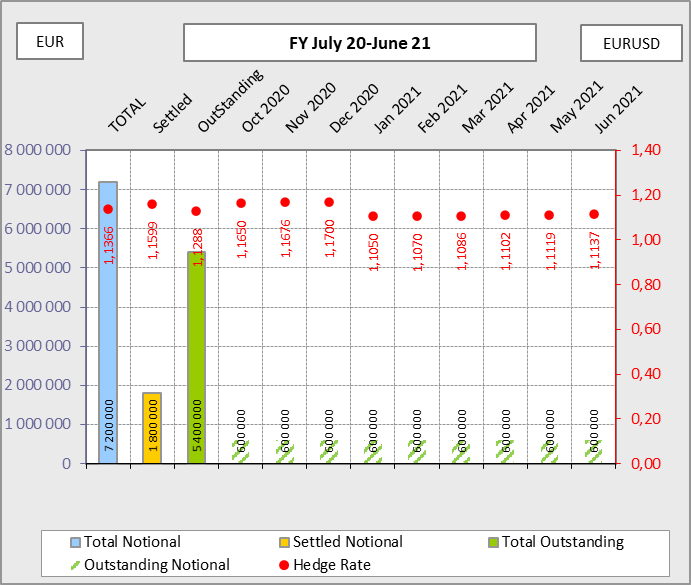 EUR
FY July 20-June 21
EURUSD
TOTAL
Settled
OutStanding
Oct 2020
Nov 2020
Dec 2020
Jan 2021
Feb 2021
Mar 2021
Apr 2021
May 2021
Jun 2021
8 000 000
7 000 000
6 000 000
5 000 000
4 000 000
3 000 000
2 000 000
1 000 000
0
1,40
1,20
1,00
0,80
0,60
0,40
0,20
0,00
1,1366
1,1599
1,1288
1,1650
1,1676
1,1700
1,1050
1,1070
1,1086
1,1102
1,1119
1,1137
7 200 000
1 800 000
5 400 000
600 000
600 000
600 000
600 000
600 000
600 000
600 000
600 000
600 000
Total Notional
Settled Notional
Total Outstanding
Outstanding Notional
Hedge Rate